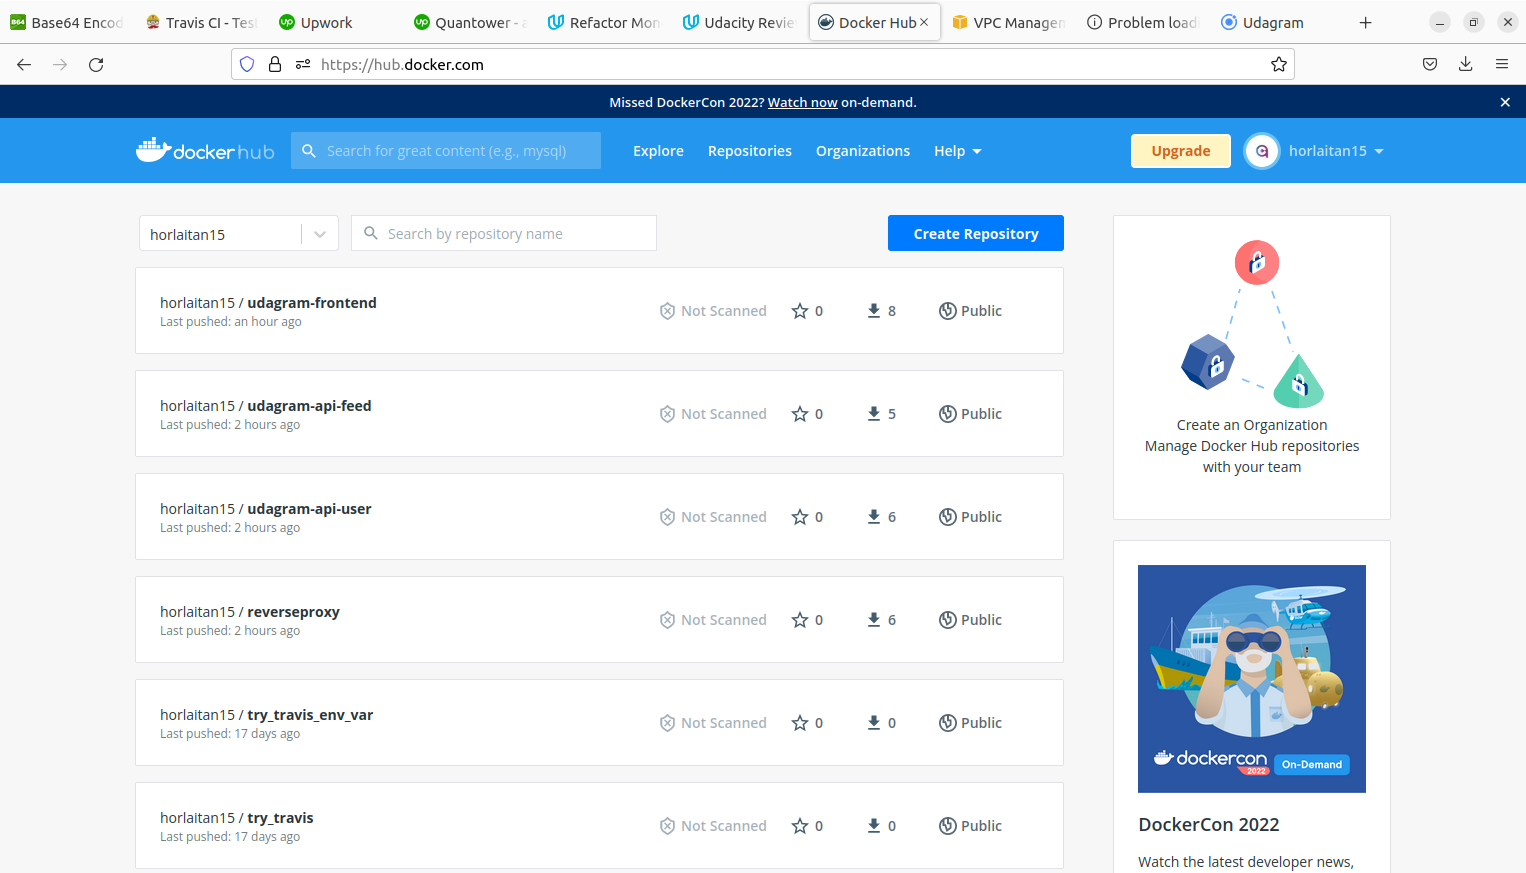 B64 Base64 Encod
Travis CI - Tes
up Upwork
up Quantower - a
Refactor Mon
Udacity Revie
Docker Hub
VPC Managem
Problem load
Udagram
https://hub.docker.com
Missed DockerCon 2022? Watch now on-demand.
docker hub
Search for great content (e.g., mysql)
Explore
Repositories
Organizations
Help
Upgrade
horlaitan15
horlaitan15
Search by repository name
Create Repository
horlaitan15 / udagram-frontend
Last pushed: an hour ago
Not Scanned
0
8
Public
horlaitan15 / udagram-api-feed
Last pushed: 2 hours ago
Not Scanned
0
5
Public
horlaitan15 / udagram-api-user
Last pushed: 2 hours ago
Not Scanned
0
6
Public
horlaitan15 / reverseproxy
Last pushed: 2 hours ago
Not Scanned
0
6
Public
horlaitan15 / try_travis_env_var
Last pushed: 17 days ago
Not Scanned
0
0
Public
horlaitan15 / try_travis
Last pushed: 17 days ago
Not Scanned
0
0
Public
Create an Organization
Manage Docker Hub repositories
with your team
dockercon
2022
On-Demand
DockerCon 2022
Watch the latest developer news,